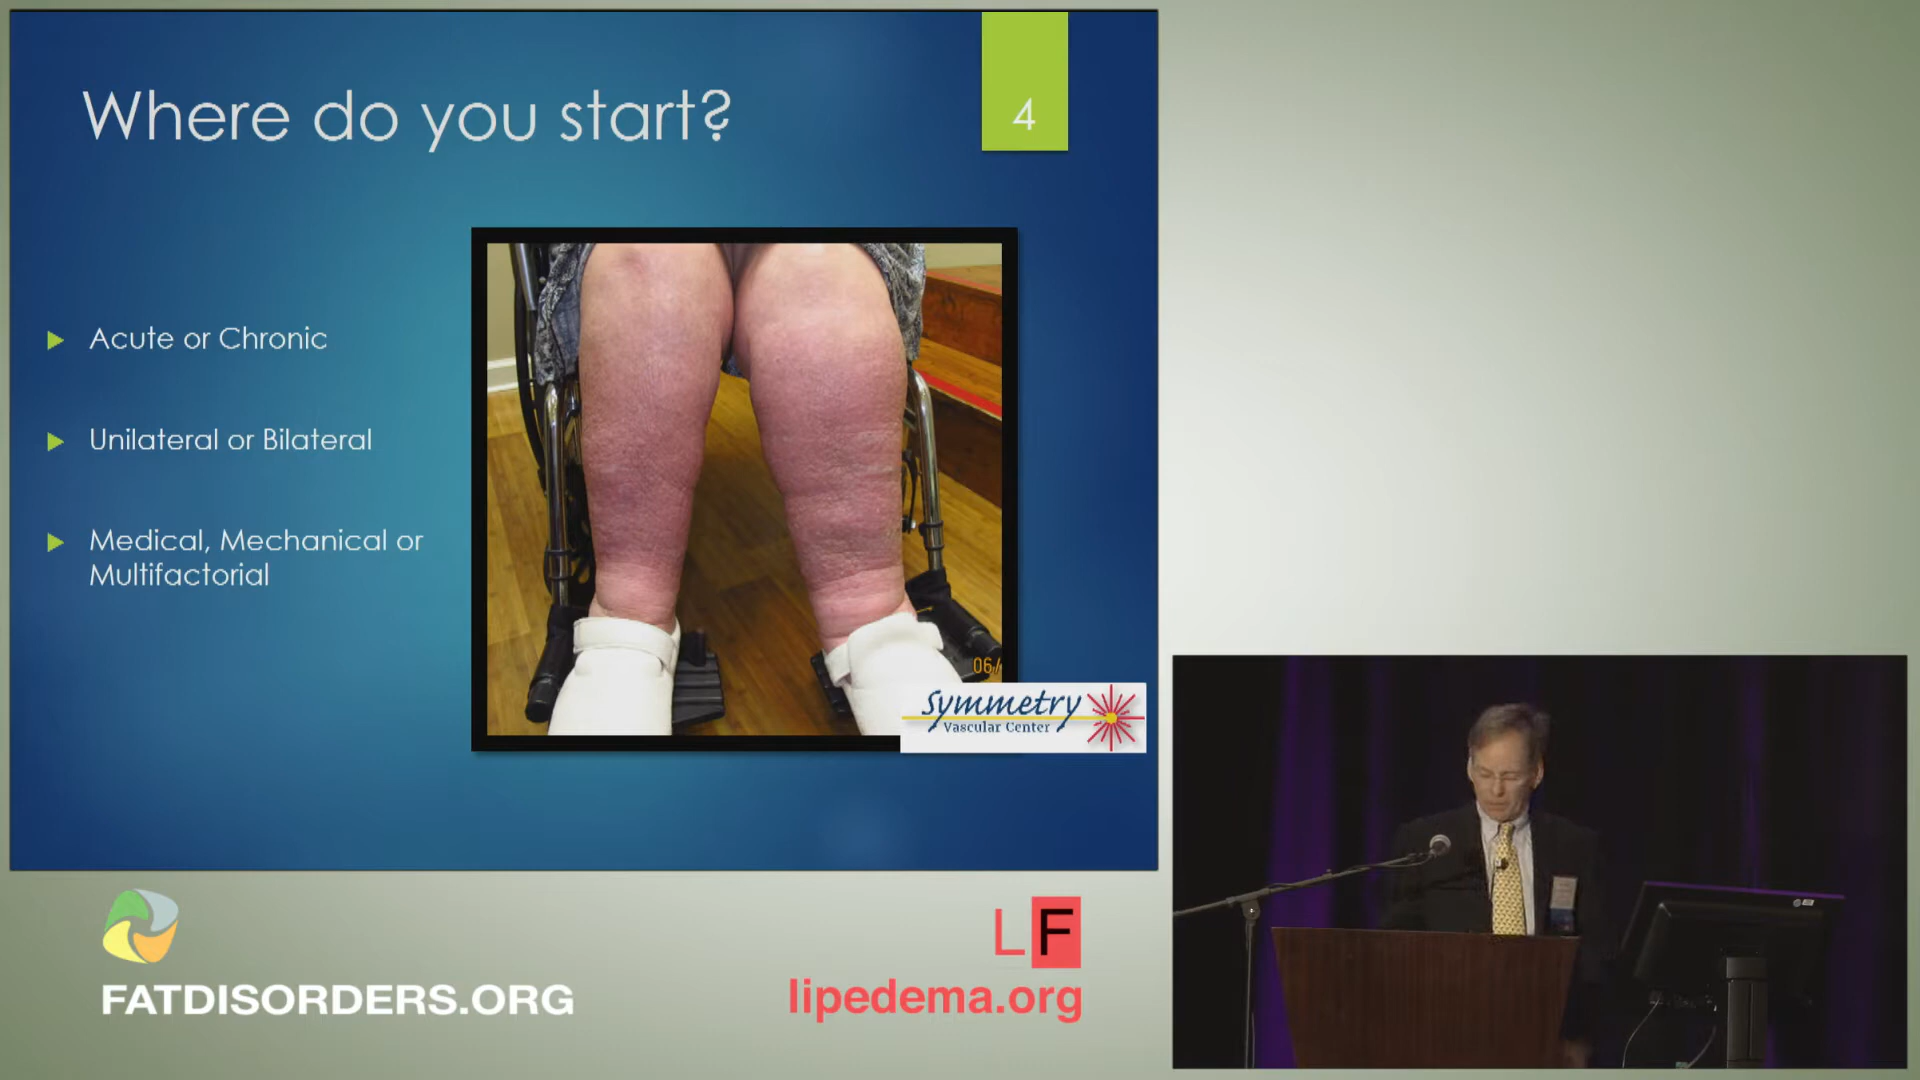 Where do you start?
4
Acute or Chronic
Unilateral or Bilateral
Medical, Mechanical or
Multifactorial
06/
Symmetry
Vascular Center
FATDISORDERS.ORG
LF
lipedema.org